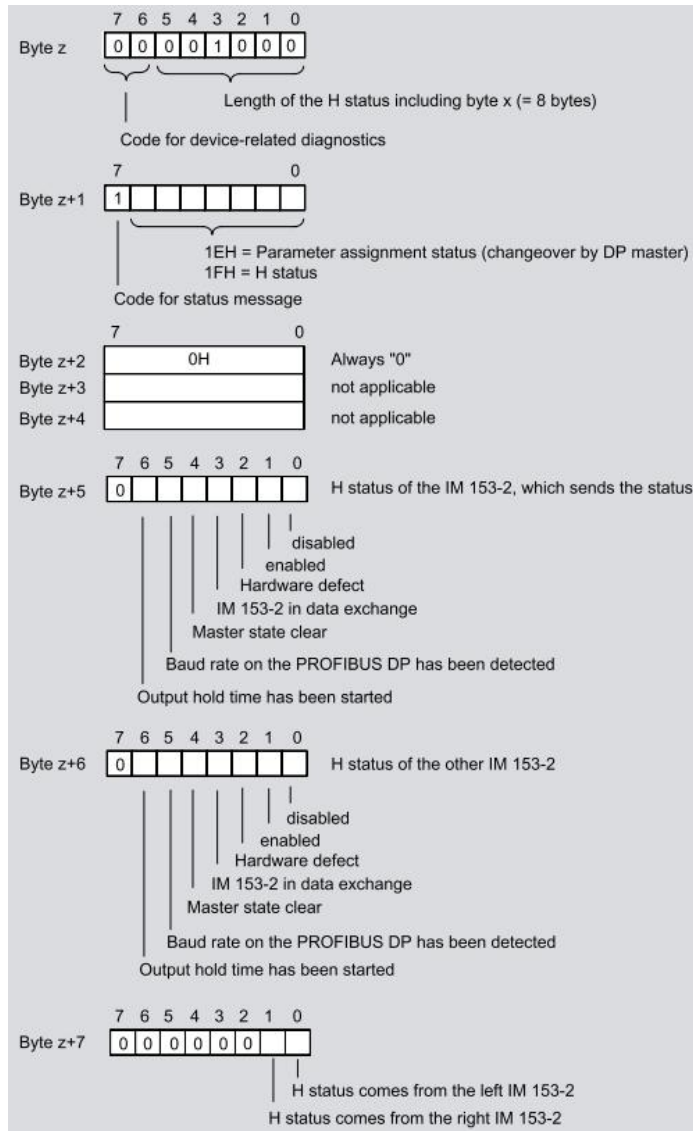 7 6 5 4 3 2 1 0
Byte z 0 0 0 0 1 0 0 0
Length of the H status including byte x (= 8 bytes)
Code for device-related diagnostics
7 0
Byte z+1 1
1EH = Parameter assignment status (changeover by DP master)
1FH = H status
Code for status message
7 0
Byte z+2 0H Always "0"
Byte z+3 not applicable
Byte z+4 not applicable
7 6 5 4 3 2 1 0
Byte z+5 0 H status of the IM 153-2, which sends the status
disabled
enabled
Hardware defect
IM 153-2 in data exchange
Master state clear
Baud rate on the PROFIBUS DP has been detected
Output hold time has been started
7 6 5 4 3 2 1 0
Byte z+6 0 H status of the other IM 153-2
disabled
enabled
Hardware defect
IM 153-2 in data exchange
Master state clear
Baud rate on the PROFIBUS DP has been detected
Output hold time has been started
7 6 5 4 3 2 1 0
Byte z+7 0 0 0 0 0 0
H status comes from the left IM 153-2
H status comes from the right IM 153-2